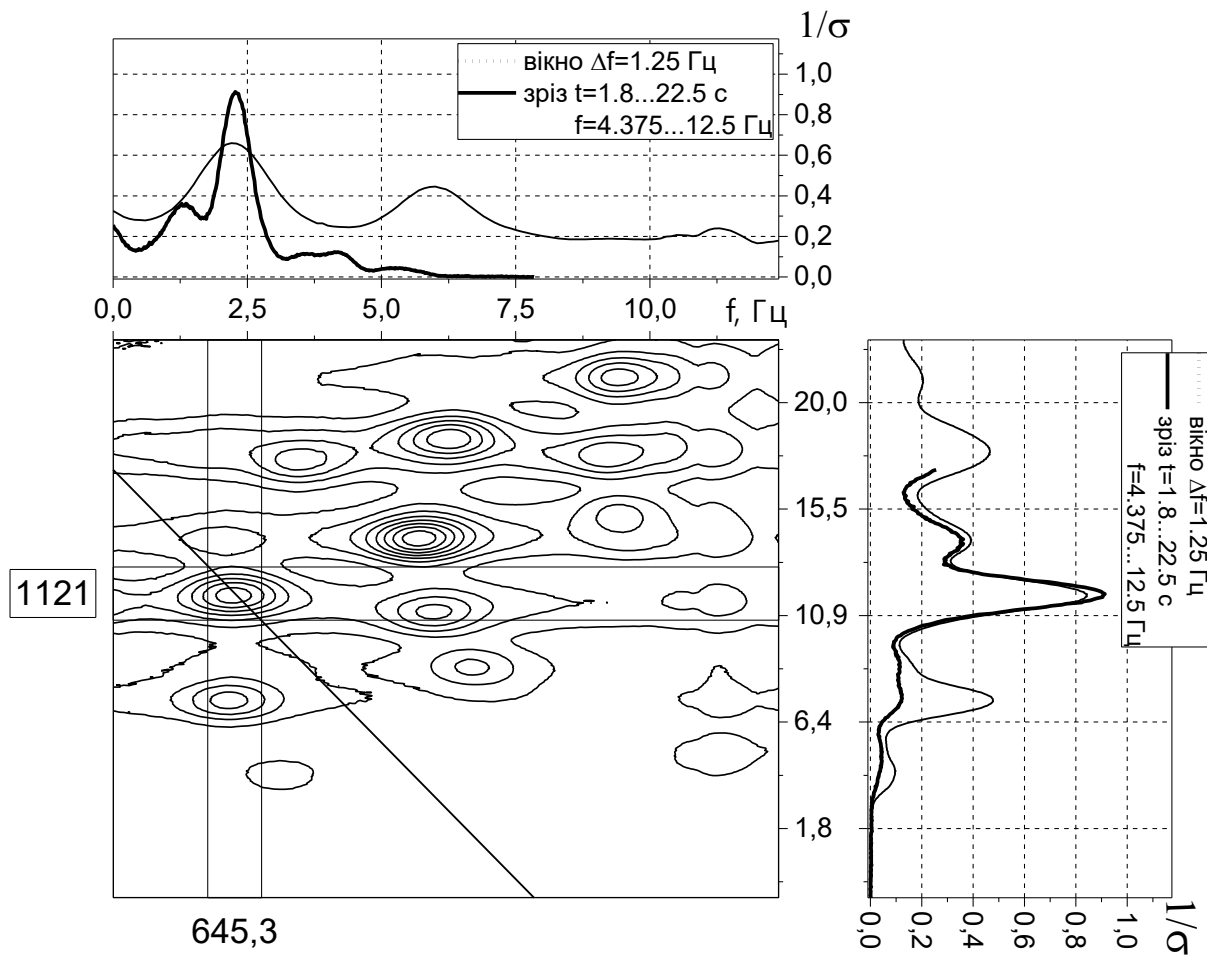 1/σ
вікно Δf=1.25 Гц
зріз t=1.8...22.5 с
f=4.375...12.5 Гц
1,0
0,8
0,6
0,4
0,2
0,0
0,0 2,5 5,0 7,5 10,0 f, Гц
20,0
15,5
10,9
6,4
1,8
1121
645,3
вікно Δf=1.25 Гц
зріз t=1.8...22.5 с
f=4.375...12.5 Гц
0,0 0,2 0,4 0,6 0,8 1,0 1/σ